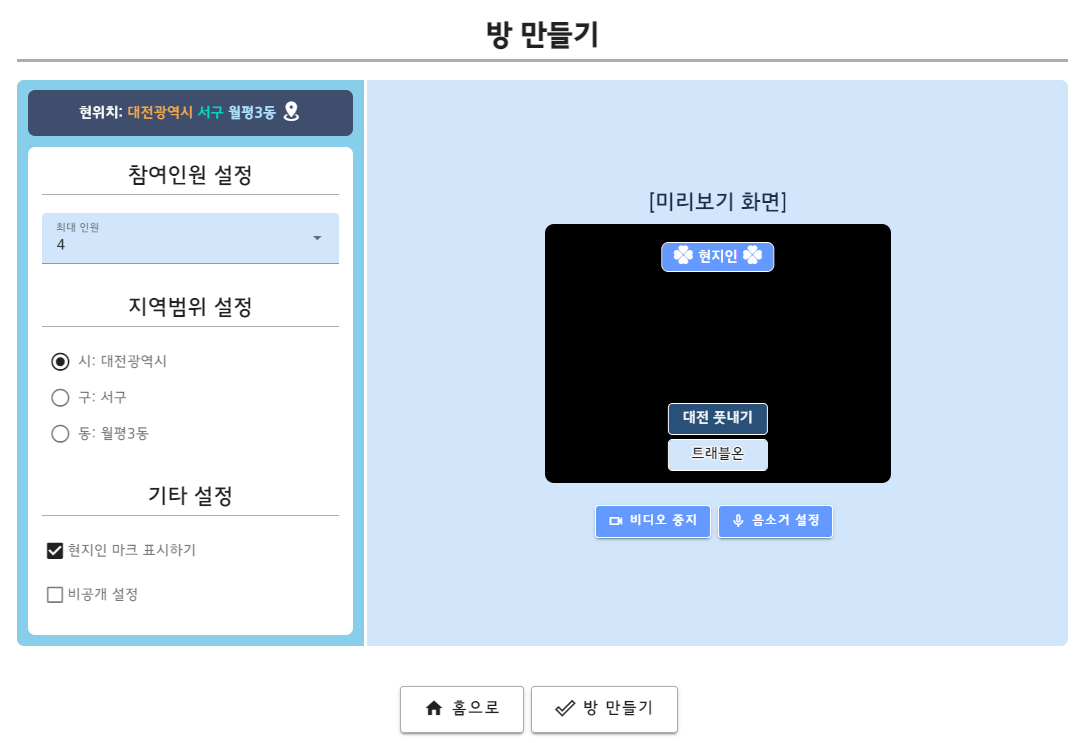 방 만들기
현위치: 대전광역시 서구 월평3동
참여인원 설정
최대 인원
4
지역범위 설정
시: 대전광역시
구: 서구
동: 월평3동
기타 설정
현지인 마크 표시하기
비공개 설정
[미리보기 화면]
현지인
대전 풋내기
트래블온
비디오 중지
음소거 설정
홈으로
방 만들기